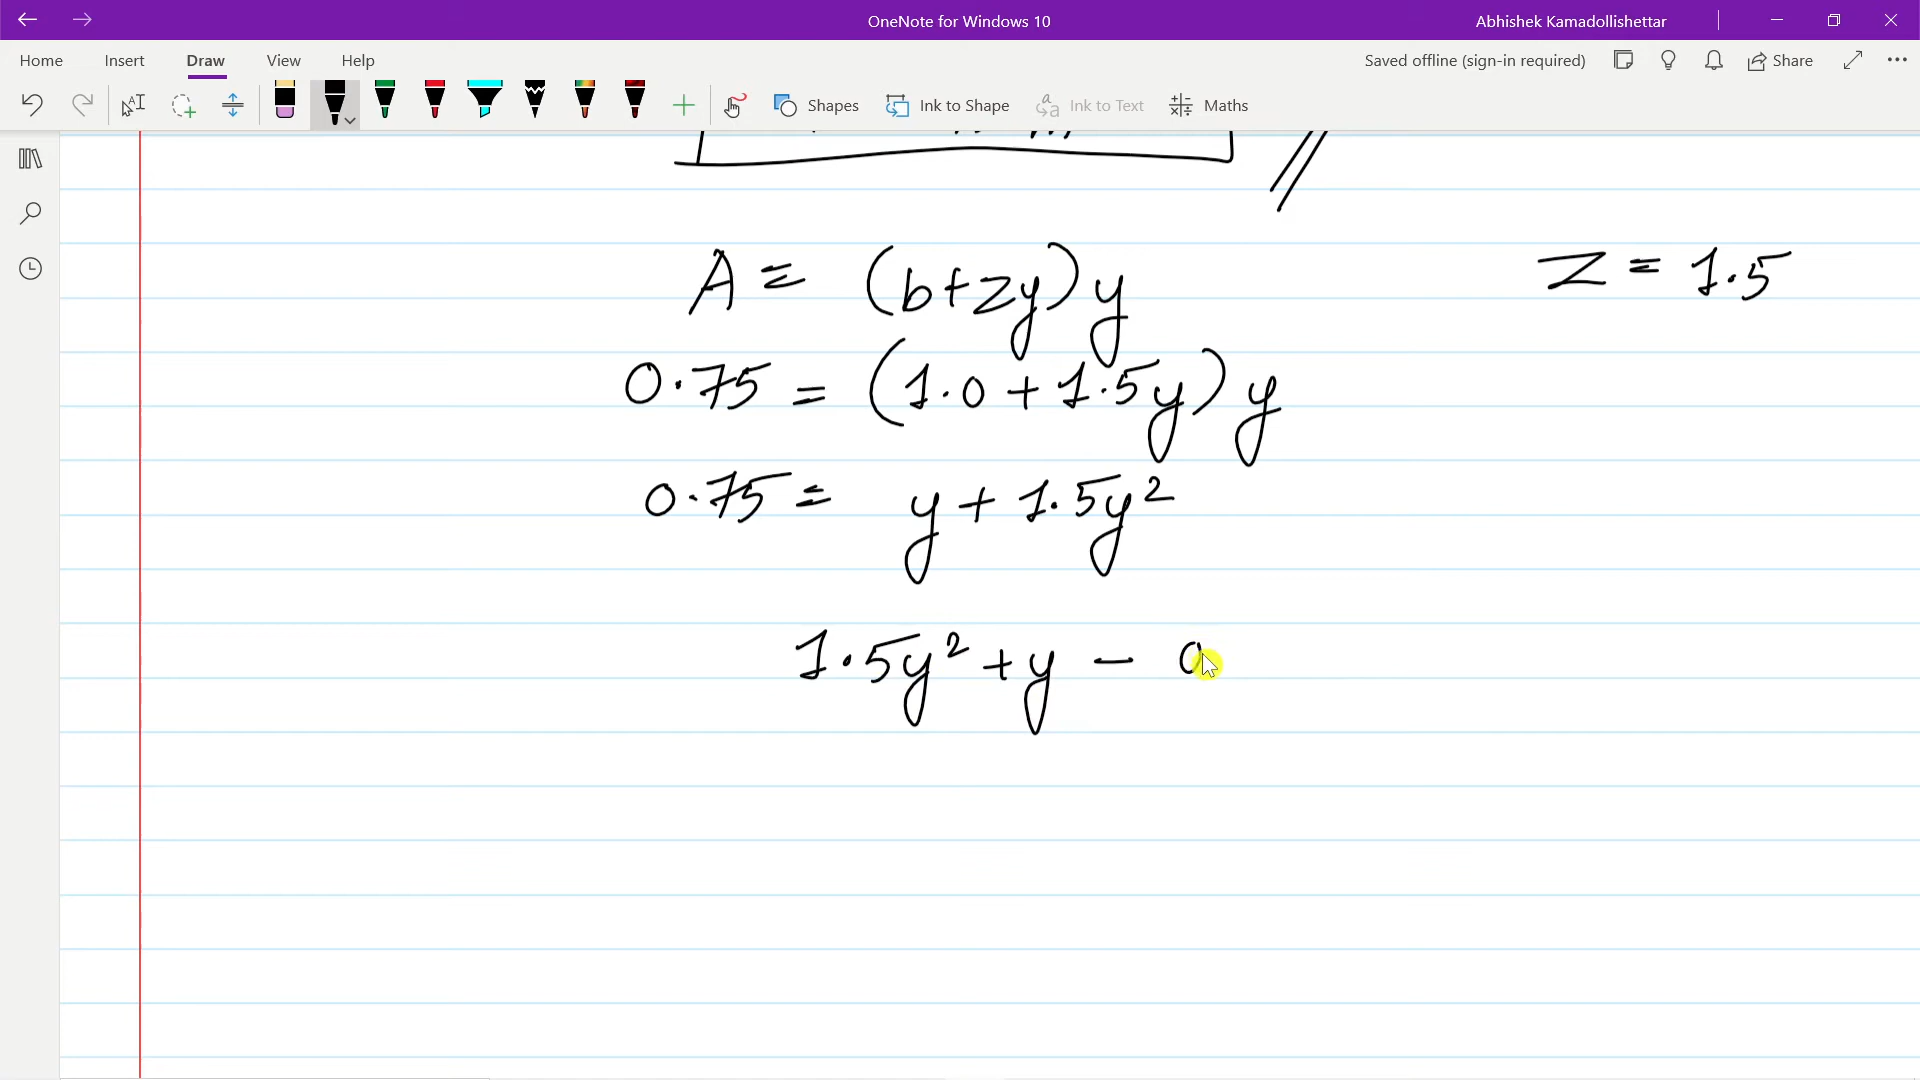 OneNote for Windows 10
Abhishek Kamadollishettar
Home Insert Draw View Help
Saved offline (sign-in required) Share
Shapes Ink to Shape Ink to Text Maths
A = (b+zy)y
Z = 1.5
0.75 = (1.0 + 1.5y)y
0.75 = y + 1.5y²
1.5y² + y - 0